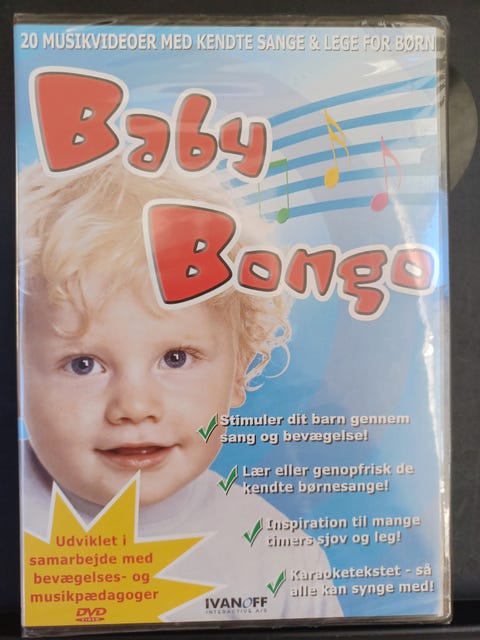 20 MUSIKVIDEOER MED KENDTE SANGE & LEGE FOR BØRN
Baby
Bongo
Stimuler dit barn gennem
sang og bevægelse!
Lær eller genopfrisk de
kendte børnesange!
Inspiration til mange
timers sjov og leg!
Karaoketekstet - så
alle kan synge med!
Udviklet i
samarbejde med
bevægelses- og
musikpædagoger
DVD
VIDEO
IVANOFF
INTERACTIVE A/S